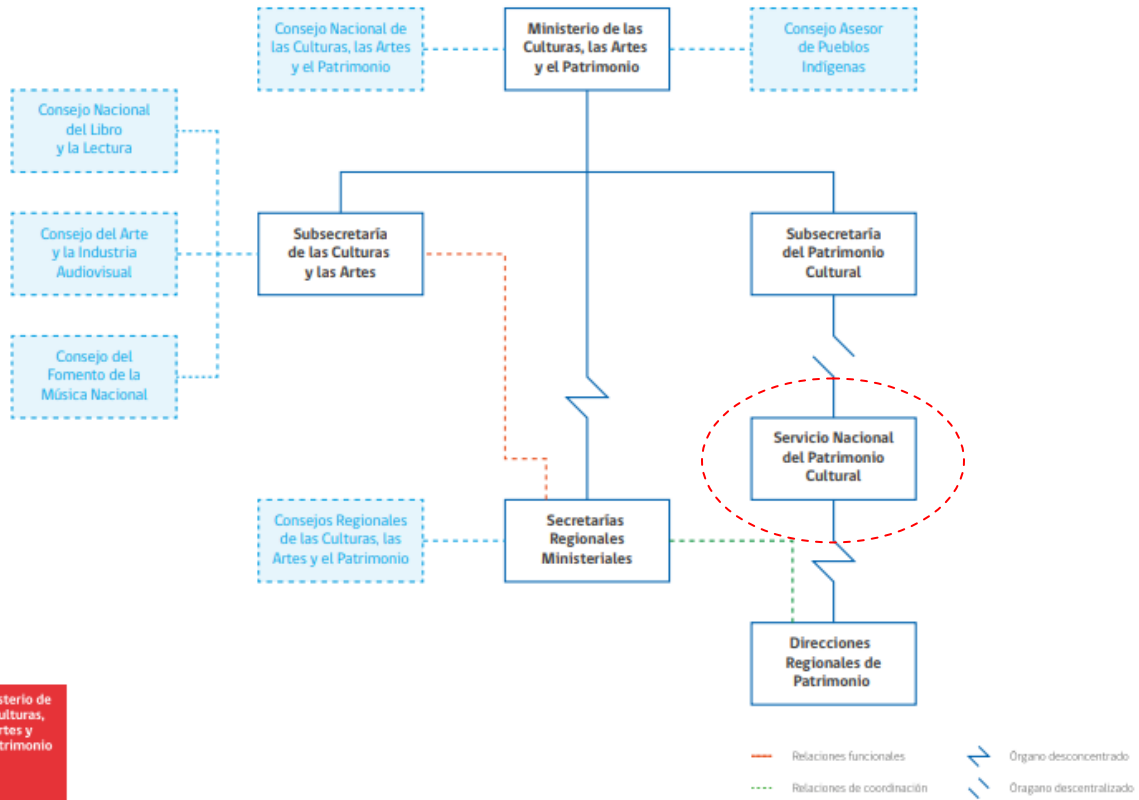 Consejo Nacional de
las Culturas, las Artes
y el Patrimonio
Ministerio de las
Culturas, las Artes
y el Patrimonio
Consejo Asesor
de Pueblos
Indígenas
Consejo Nacional
del Libro
y la Lectura
Consejo del Arte
y la Industria
Audiovisual
Subsecretaría
de las Culturas
y las Artes
Subsecretaría
del Patrimonio
Cultural
Consejo del
Fomento de la
Música Nacional
Servicio Nacional
del Patrimonio
Cultural
Consejos Regionales
de las Culturas, las
Artes y el Patrimonio
Secretarías
Regionales
Ministeriales
Direcciones
Regionales de
Patrimonio
sterio de
ulturas,
rtes y
trimonio
Relaciones funcionales
Órgano desconcentrado
Relaciones de coordinación
Óragano descentralizado